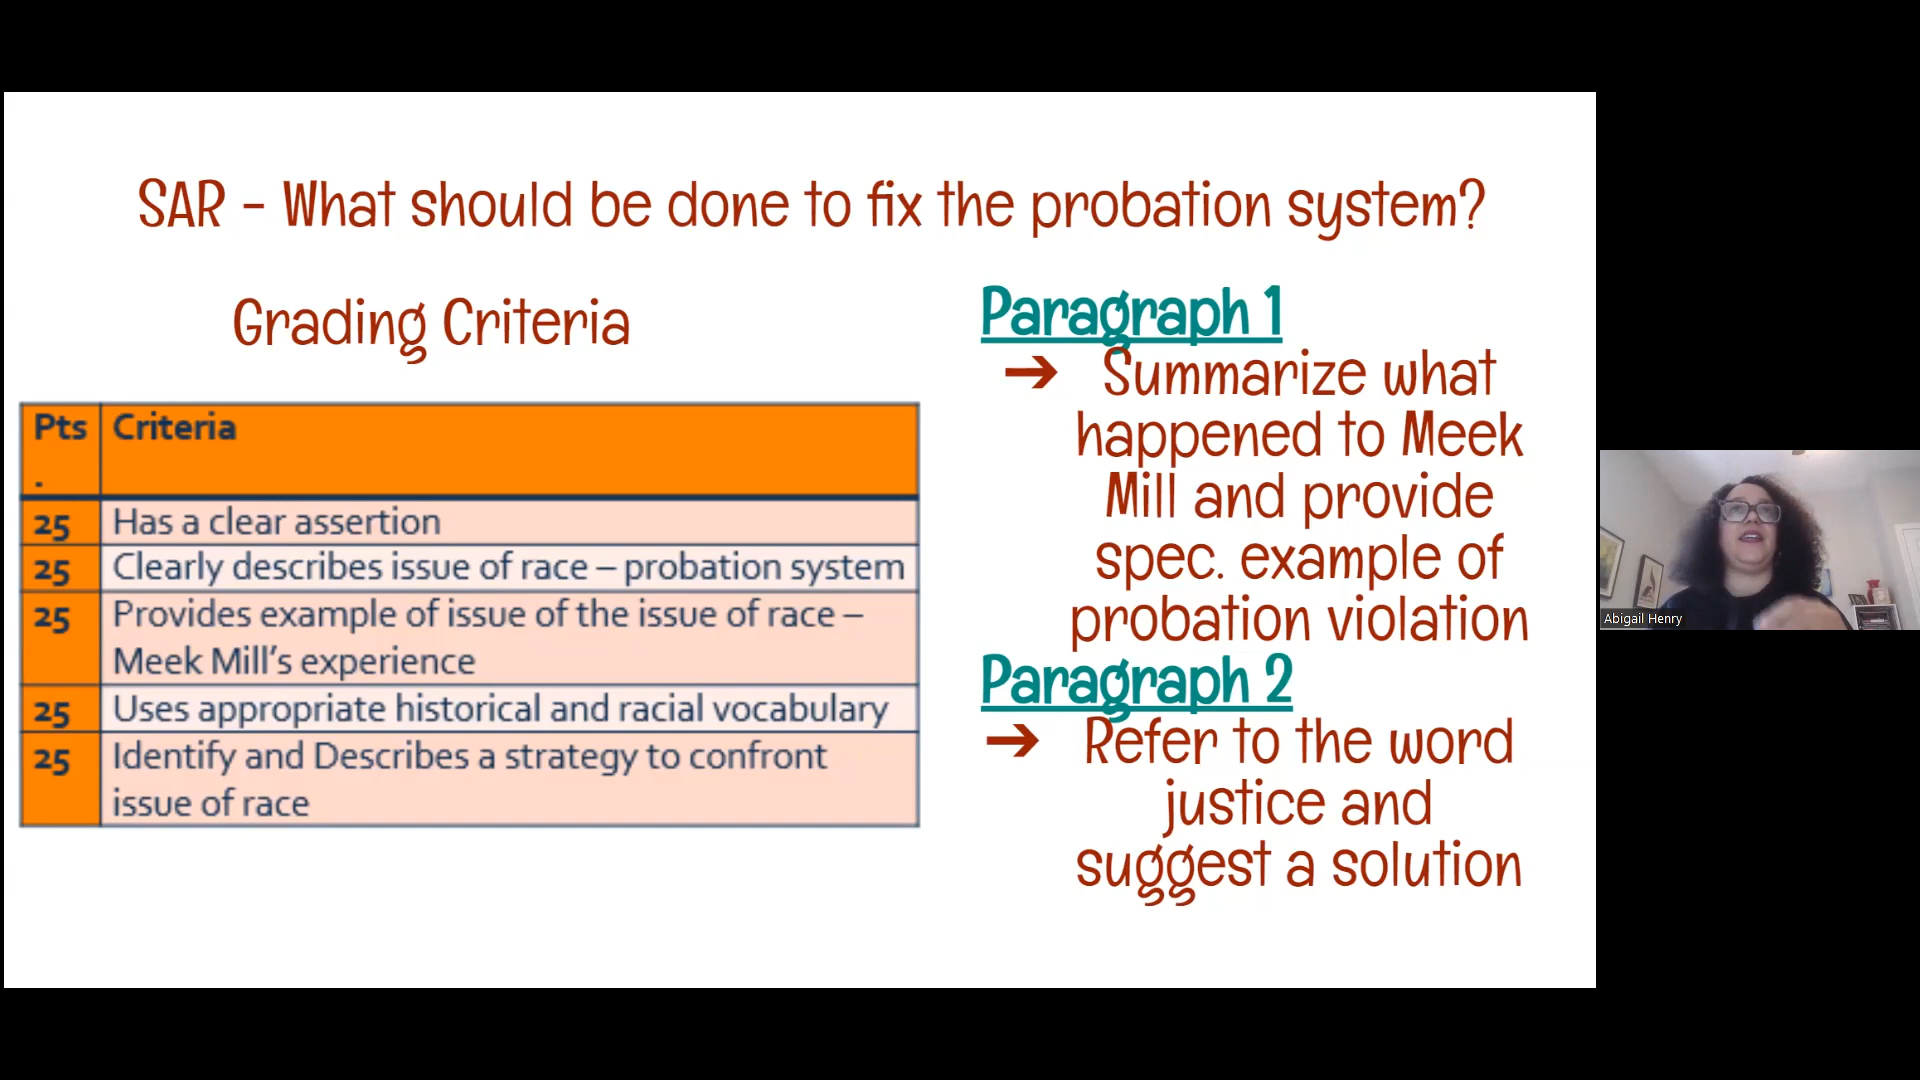 SAR - What should be done to fix the probation system?
Grading Criteria
Pts
.
Criteria
25
Has a clear assertion
25
Clearly describes issue of race – probation system
25
Provides example of issue of the issue of race –
Meek Mill's experience
25
Uses appropriate historical and racial vocabulary
25
Identify and Describes a strategy to confront
issue of race
Paragraph 1
➔ Summarize what
happened to Meek
Mill and provide
spec. example of
probation violation
Paragraph 2
➔ Refer to the word
justice and
suggest a solution
Abigail Henry